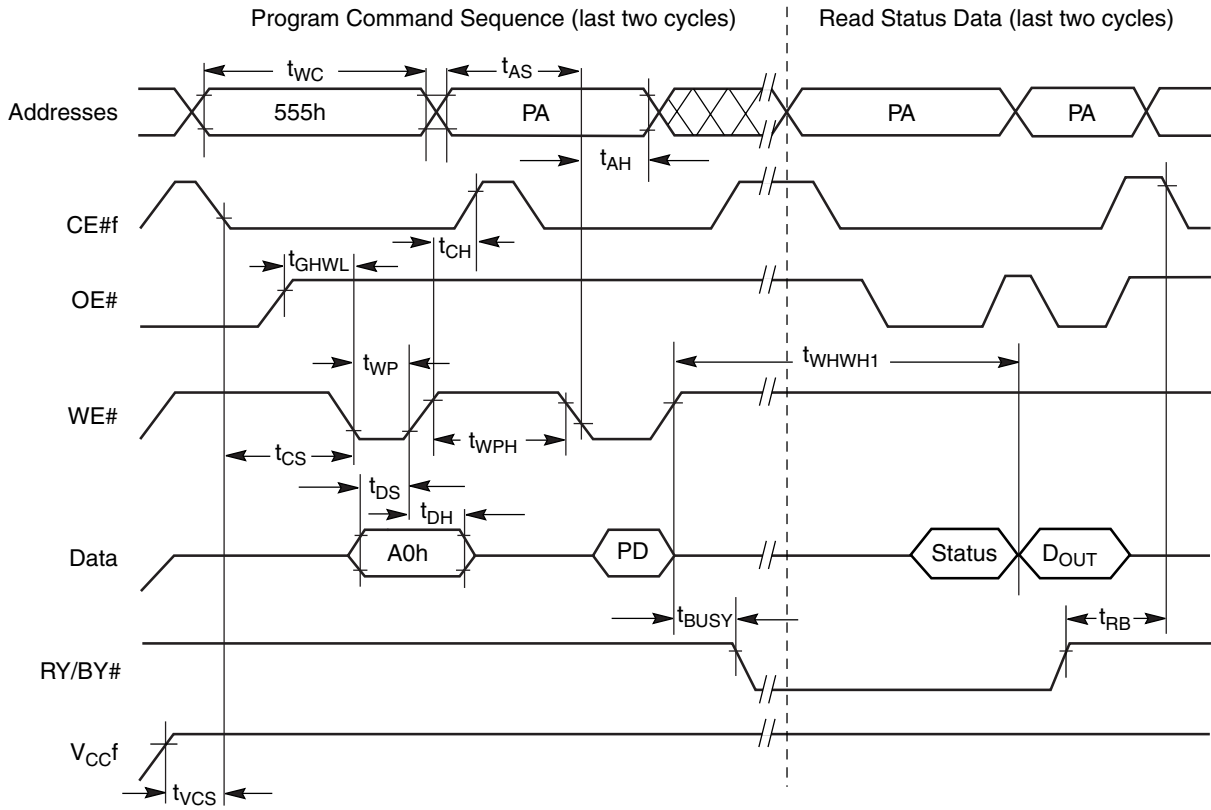 Program Command Sequence (last two cycles)
Read Status Data (last two cycles)
tWC
tAS
Addresses
555h
PA
PA
PA
tAH
CE#f
tCH
tGHWL
OE#
tWP
tWHWH1
WE#
tCS
tWPH
tDS
tDH
Data
A0h
PD
Status
DOUT
tBUSY
tRB
RY/BY#
VCCf
tVCS